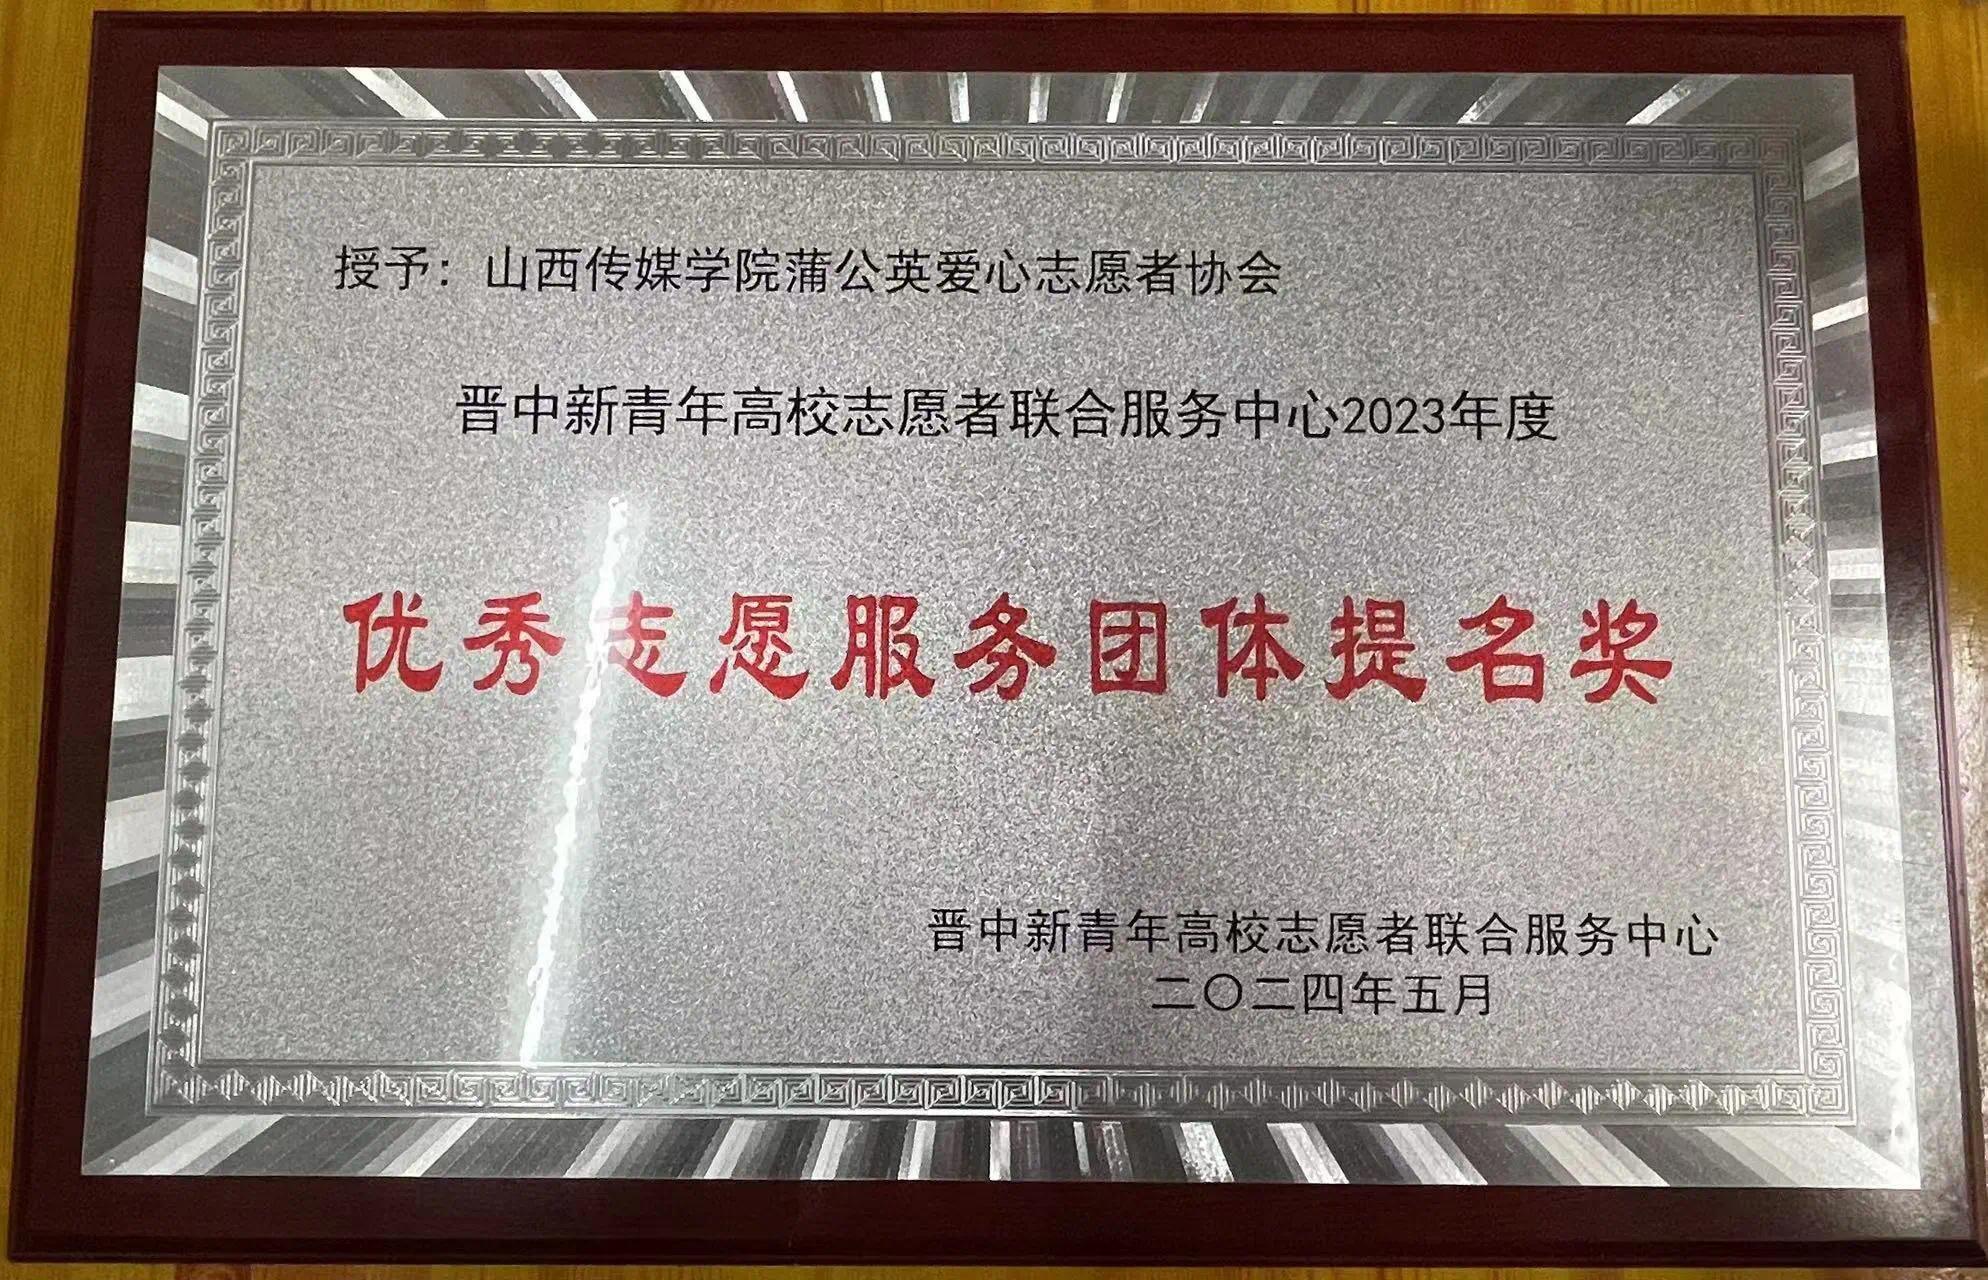 授予：山西传媒学院蒲公英爱心志愿者协会
晋中新青年高校志愿者联合服务中心2023年度
优秀志愿服务团体提名奖
晋中新青年高校志愿者联合服务中心
二〇二四年五月